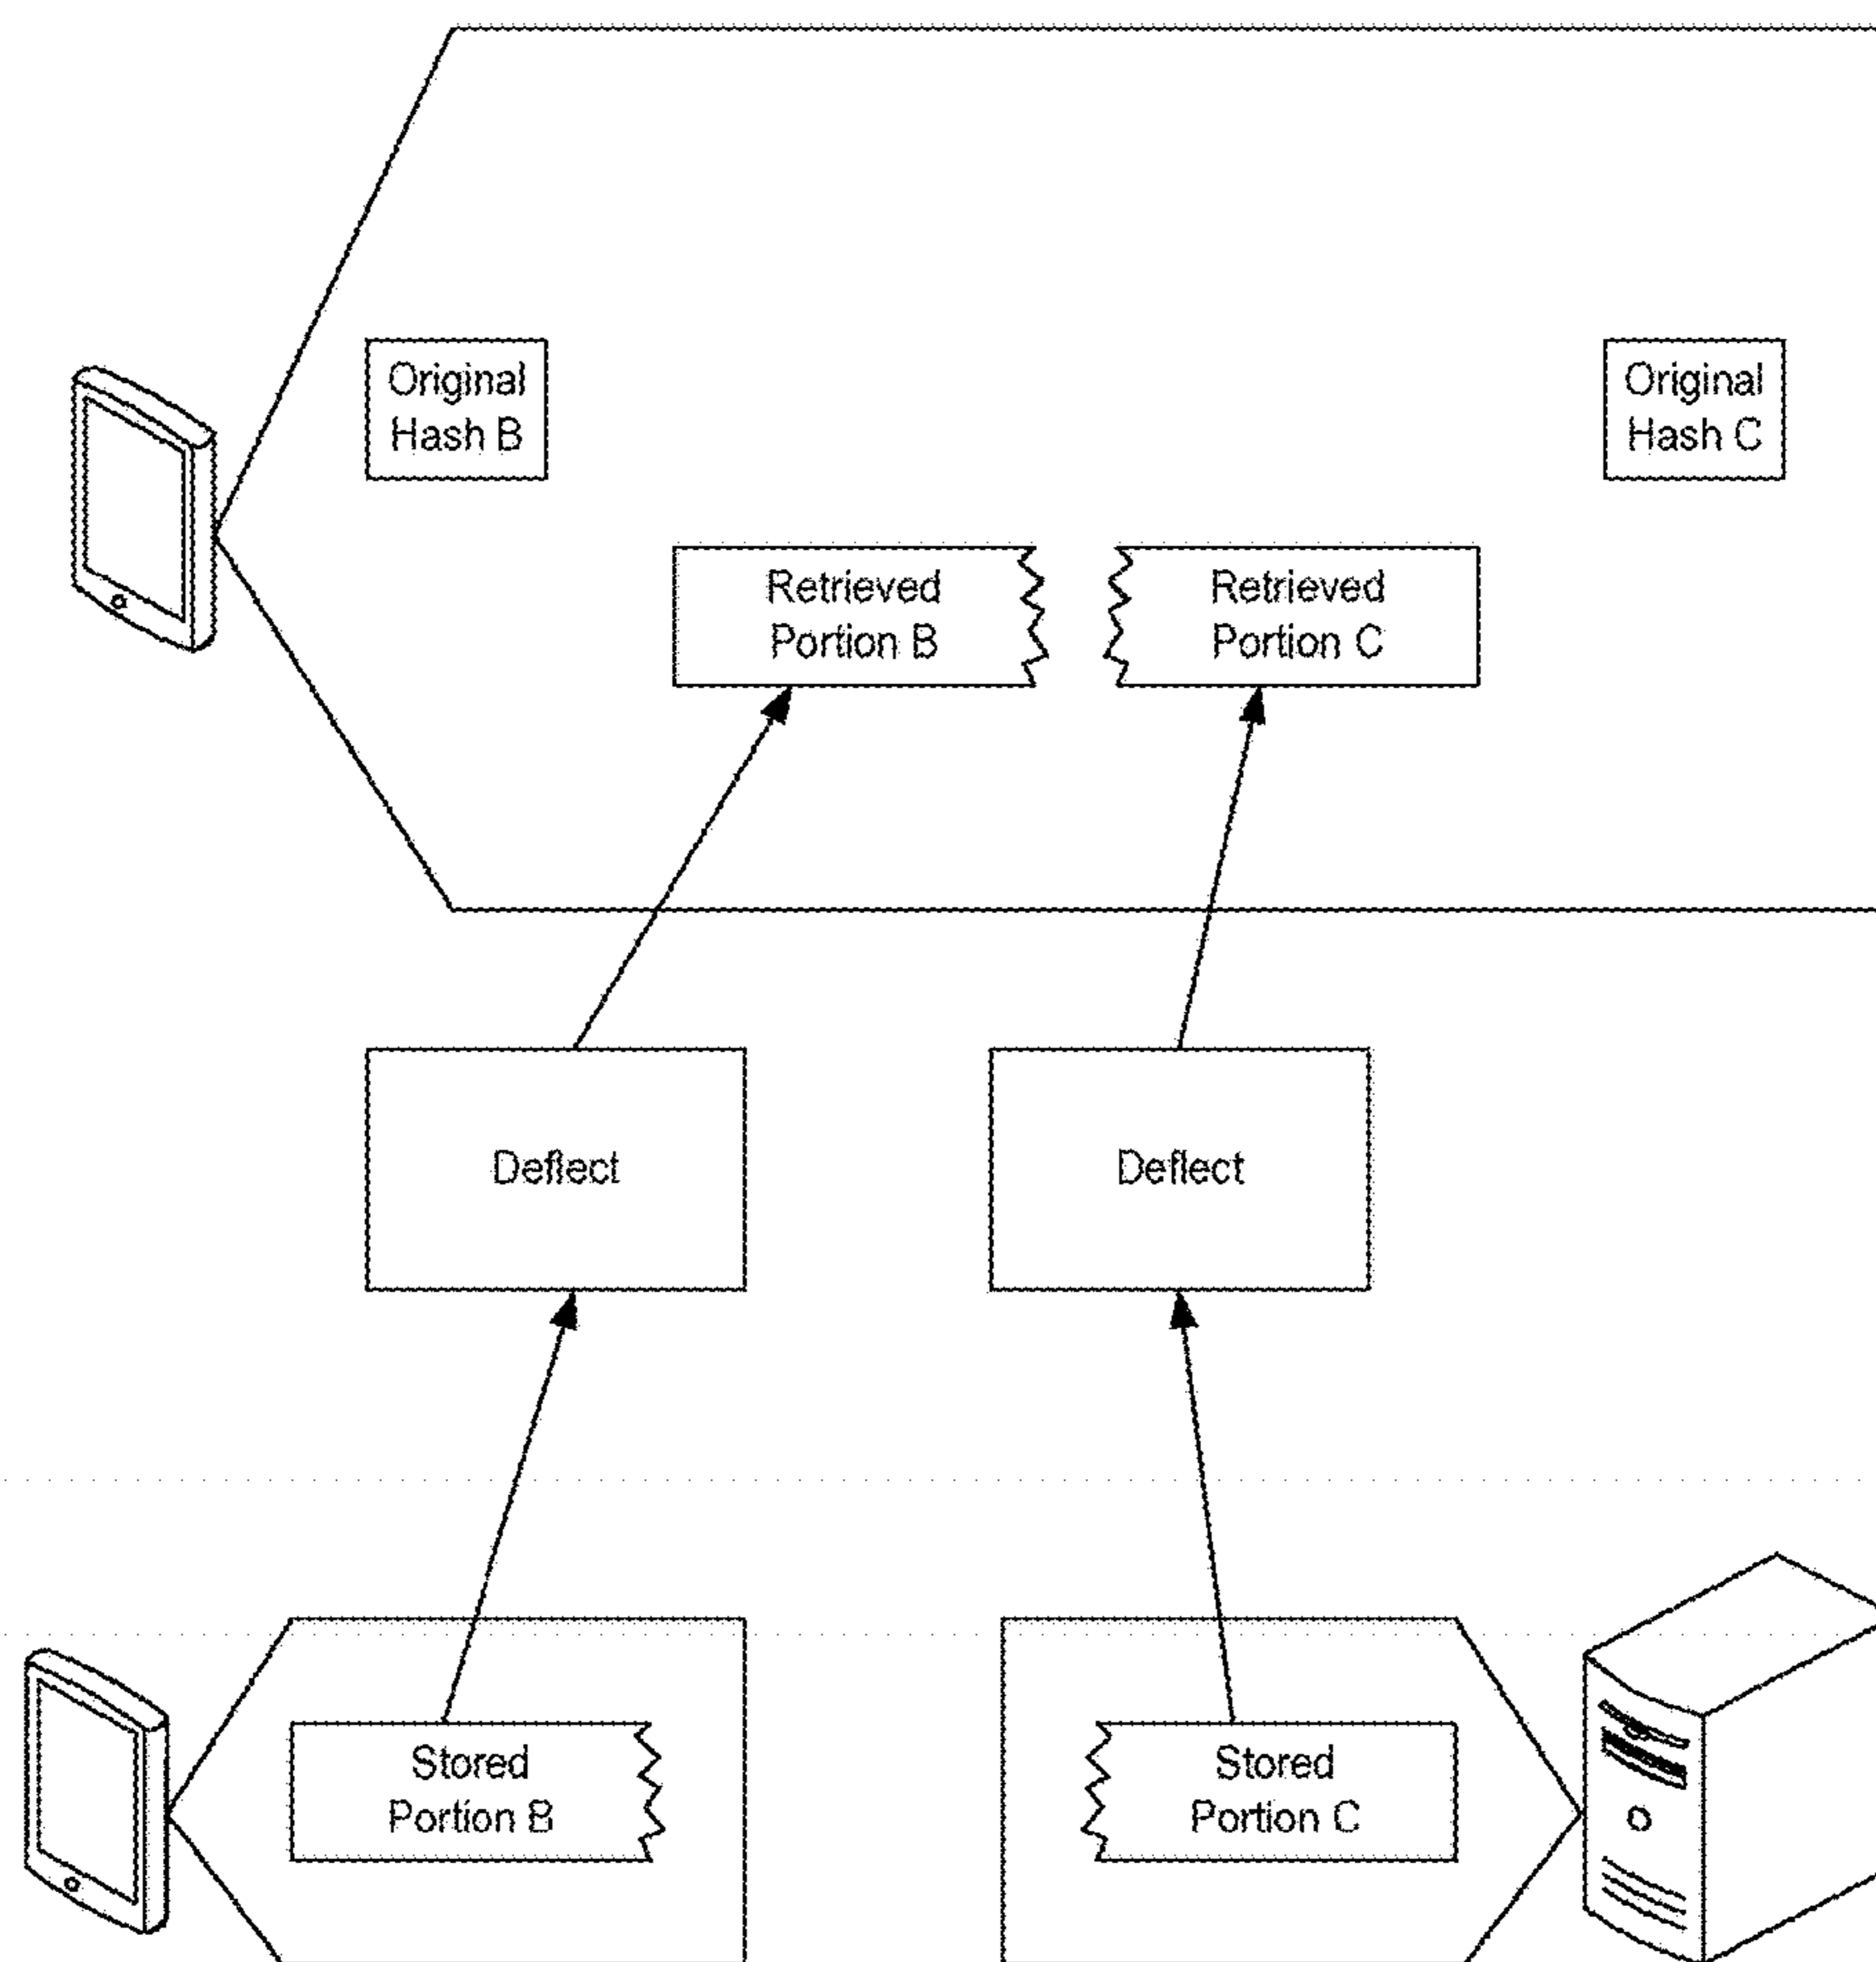 Original
Hash B
Original
Hash C
Retrieved
Portion B
Retrieved
Portion C
Deflect
Deflect
Stored
Portion B
Stored
Portion C